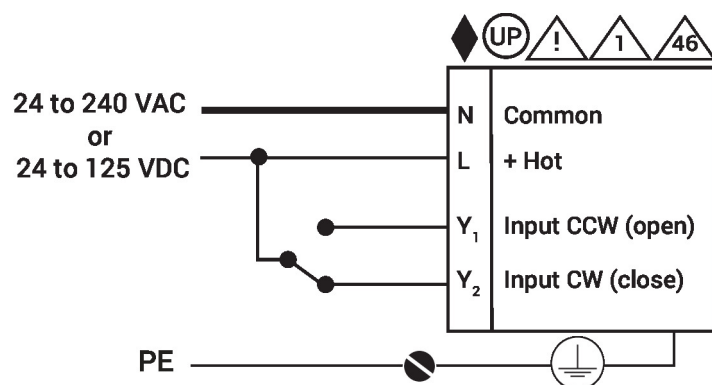 UP ! 1 46
24 to 240 VAC
or
24 to 125 VDC
N Common
L + Hot
Y₁ Input CCW (open)
Y₂ Input CW (close)
PE